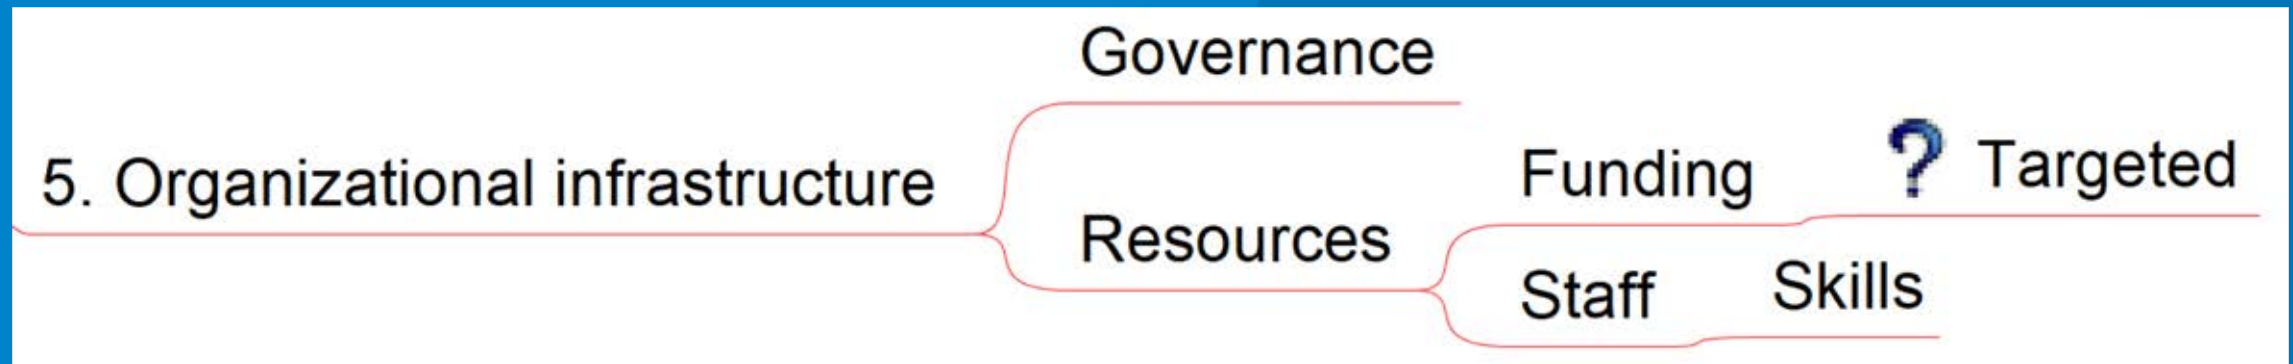 Governance
5. Organizational infrastructure
Resources
Funding
? Targeted
Staff
Skills